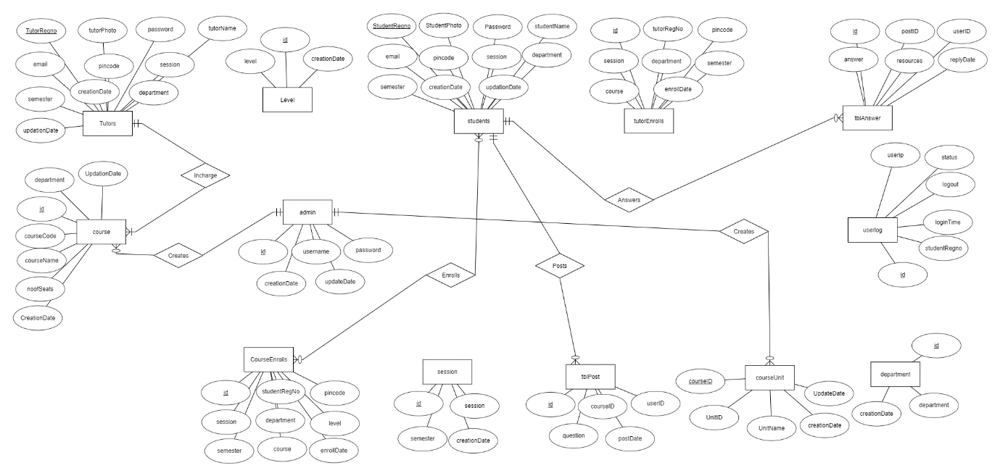 TutorRegno
tutorPhoto
password
tutorName
email
pincode
session
semester
creationDate
department
updationDate
Tutors
id
level
creationDate
Level
StudentRegno
StudentPhoto
Password
studentName
email
pincode
session
department
semester
creationDate
updationDate
students
id
tutorRegNo
pincode
session
department
semester
course
enrollDate
tutorEnrolls
id
postID
userID
answer
resources
replyDate
tblAnswer
Incharge
Answers
department
UpdationDate
id
courseCode
courseName
noofSeats
CreationDate
course
Creates
admin
id
username
password
creationDate
updateDate
Enrolls
Posts
Creates
userip
status
logout
loginTime
studentRegno
id
userlog
CourseEnrolls
id
studentRegNo
pincode
session
department
level
semester
course
enrollDate
session
id
session
semester
creationDate
tblPost
id
courseID
userID
question
postDate
courseUnit
courseID
UpdateDate
UnitID
UnitName
creationDate
id
department
creationDate
department